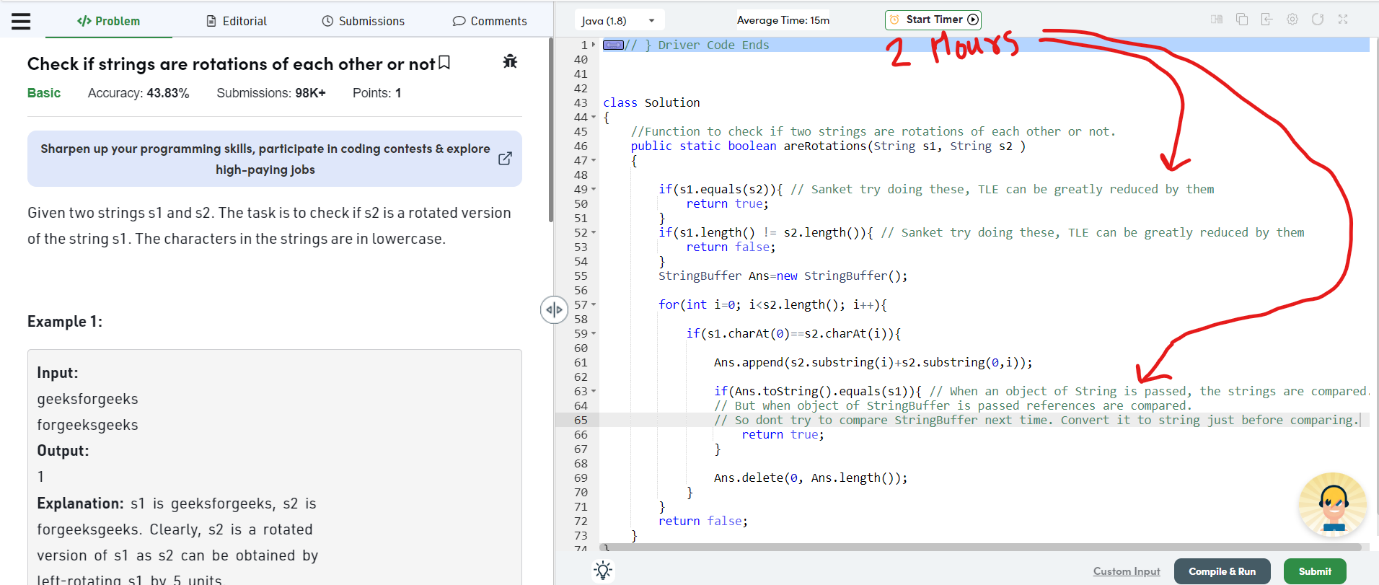 </> Problem
Editorial
Submissions
Comments
Check if strings are rotations of each other or not
Basic Accuracy: 43.83% Submissions: 98K+ Points: 1
Sharpen up your programming skills, participate in coding contests & explore
high-paying jobs
Given two strings s1 and s2. The task is to check if s2 is a rotated version
of the string s1. The characters in the strings are in lowercase.
Example 1:
Input:
geeksforgeeks
forgeeksgeeks
Output:
1
Explanation: s1 is geeksforgeeks, s2 is
forgeeksgeeks. Clearly, s2 is a rotated
version of s1 as s2 can be obtained by
left-rotating s1 by 5 units.
Java (1.8)
Average Time: 15m
Start Timer
2 Hours
1 // } Driver Code Ends
40
41
42
43 class Solution
44 {
45 //Function to check if two strings are rotations of each other or not.
46 public static boolean areRotations(String s1, String s2 )
47 {
48
49 if(s1.equals(s2)){ // Sanket try doing these, TLE can be greatly reduced by them
50 return true;
51 }
52 if(s1.length() != s2.length()){ // Sanket try doing these, TLE can be greatly reduced by them
53 return false;
54 }
55 StringBuffer Ans=new StringBuffer();
56
57 for(int i=0; i<s2.length(); i++){
58
59 if(s1.charAt(0)==s2.charAt(i)){
60
61 Ans.append(s2.substring(i)+s2.substring(0,i));
62
63 if(Ans.toString().equals(s1)){ // When an object of String is passed, the strings are compared.
64 // But when object of StringBuffer is passed references are compared.
65 // So dont try to compare StringBuffer next time. Convert it to string just before comparing.
66 return true;
67 }
68
69 Ans.delete(0, Ans.length());
70 }
71 }
72 return false;
73 }
74 }
Custom Input
Compile & Run
Submit